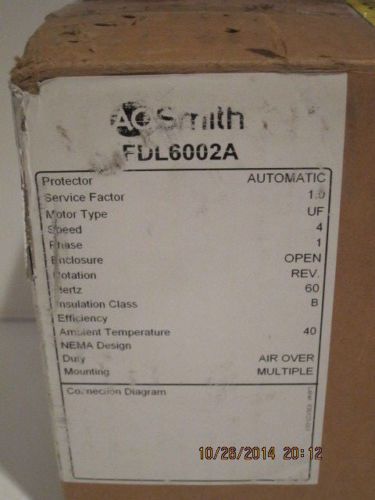 AO Smith
FDL6002A
Protector AUTOMATIC
Service Factor 1.0
Motor Type UF
Speed 4
Phase 1
Enclosure OPEN
Rotation REV.
Hertz 60
Insulation Class B
Efficiency
Ambient Temperature 40
NEMA Design
Duty AIR OVER
Mounting MULTIPLE
Connection Diagram
10/26/2014 20:12